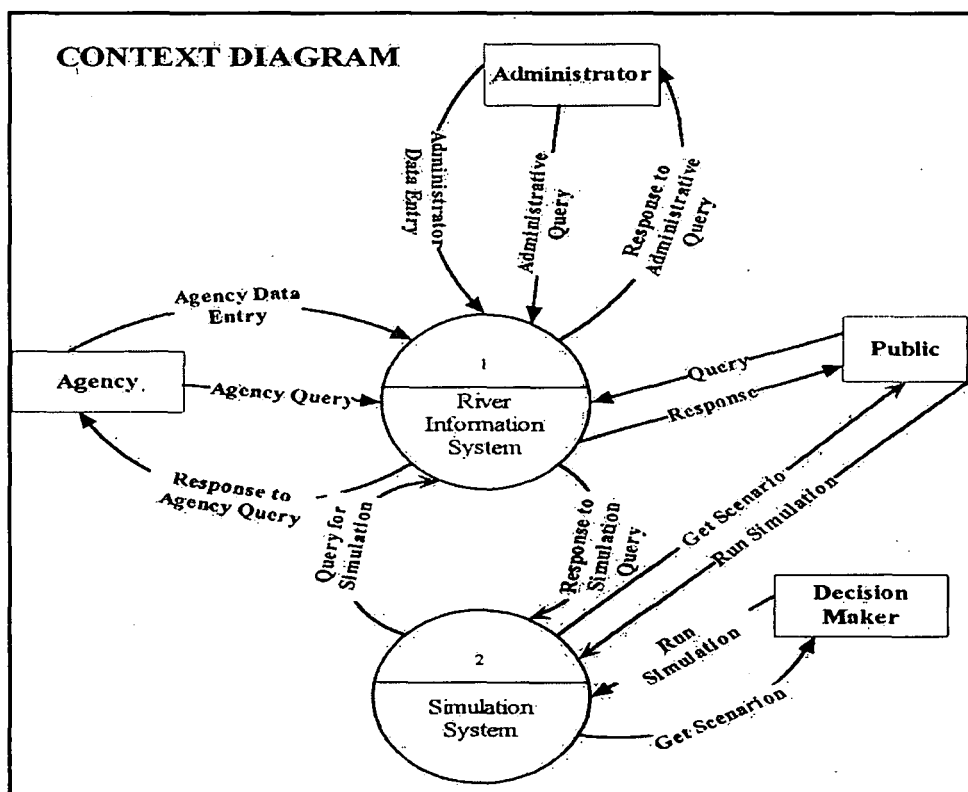 CONTEXT DIAGRAM
Administrator
Administrator
Data Entry
Administrative
Query
Response to
Administrative
Query
Agency Data
Entry
Agency
Agency Query
Response to
Agency Query
1
River
Information
System
Public
Query
Response
Query for
Simulation
Response to
Simulation
Query
Get Scenario
Run Simulation
Decision
Maker
Run
Simulation
Get Scenarion
2
Simulation
System